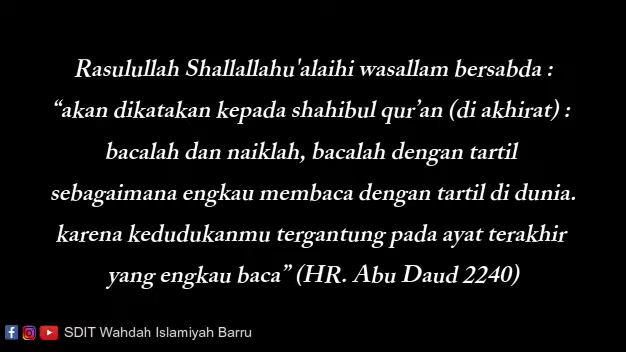 Rasulullah Shallallahu'alaihi wasallam bersabda :
“akan dikatakan kepada shahibul qur’an (di akhirat) :
bacalah dan naiklah, bacalah dengan tartil
sebagaimana engkau membaca dengan tartil di dunia.
karena kedudukanmu tergantung pada ayat terakhir
yang engkau baca” (HR. Abu Daud 2240)
SDIT Wahdah Islamiyah Barru